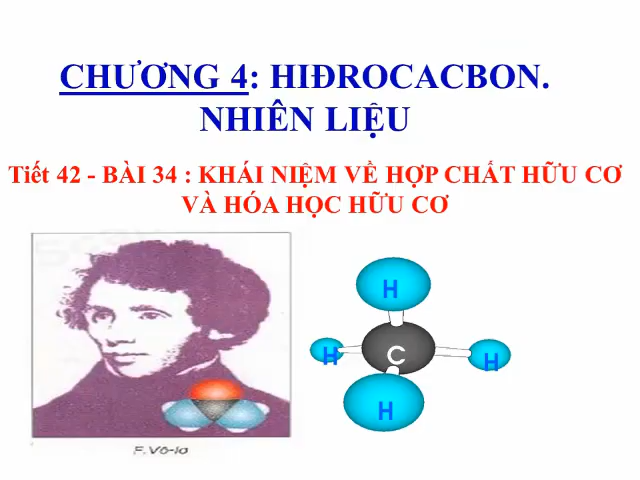 CHƯƠNG 4: HIĐROCACBON.
NHIÊN LIỆU
Tiết 42 - BÀI 34 : KHÁI NIỆM VỀ HỢP CHẤT HỮU CƠ
VÀ HÓA HỌC HỮU CƠ
H
H
C
H
H
F.Vô-lơ